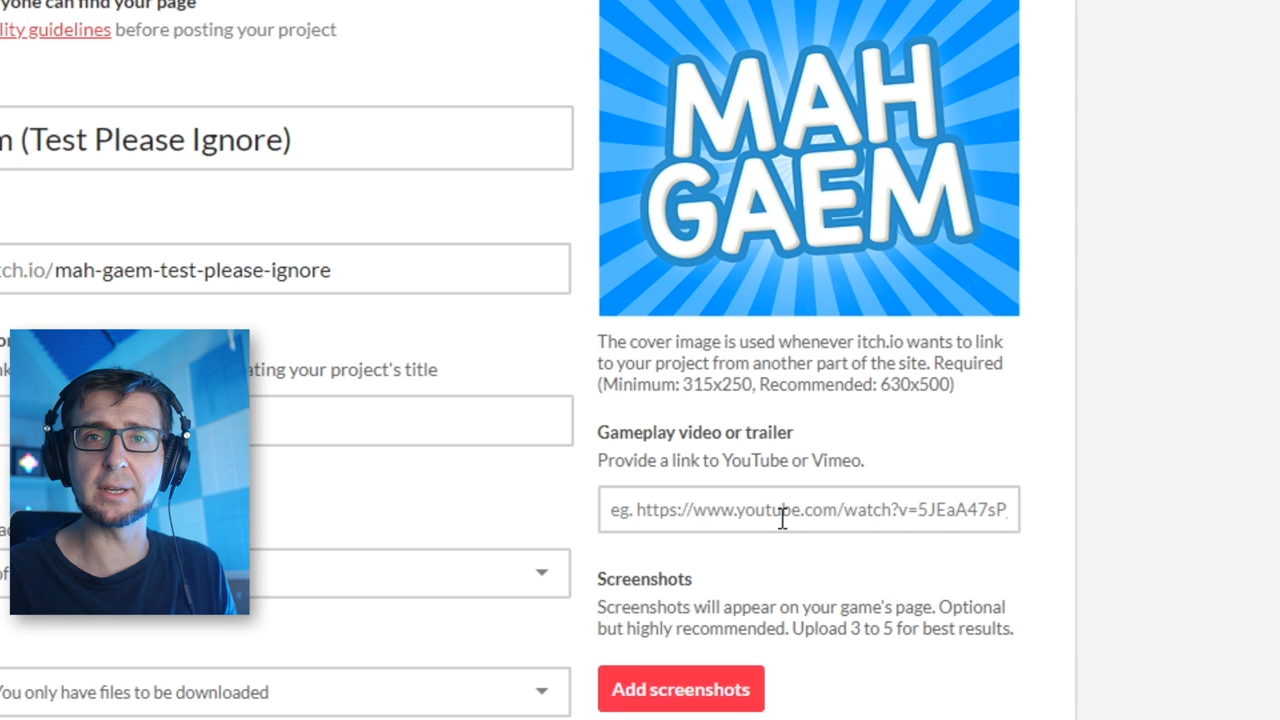 yone can find your page
lity guidelines before posting your project
(Test Please Ignore)
tch.io/mah-gaem-test-please-ignore
ating your project's title
You only have files to be downloaded
MAH
GAEM
The cover image is used whenever itch.io wants to link
to your project from another part of the site. Required
(Minimum: 315x250, Recommended: 630x500)
Gameplay video or trailer
Provide a link to YouTube or Vimeo.
eg. https://www.youtube.com/watch?v=5JEaA47sP
Screenshots
Screenshots will appear on your game's page. Optional
but highly recommended. Upload 3 to 5 for best results.
Add screenshots